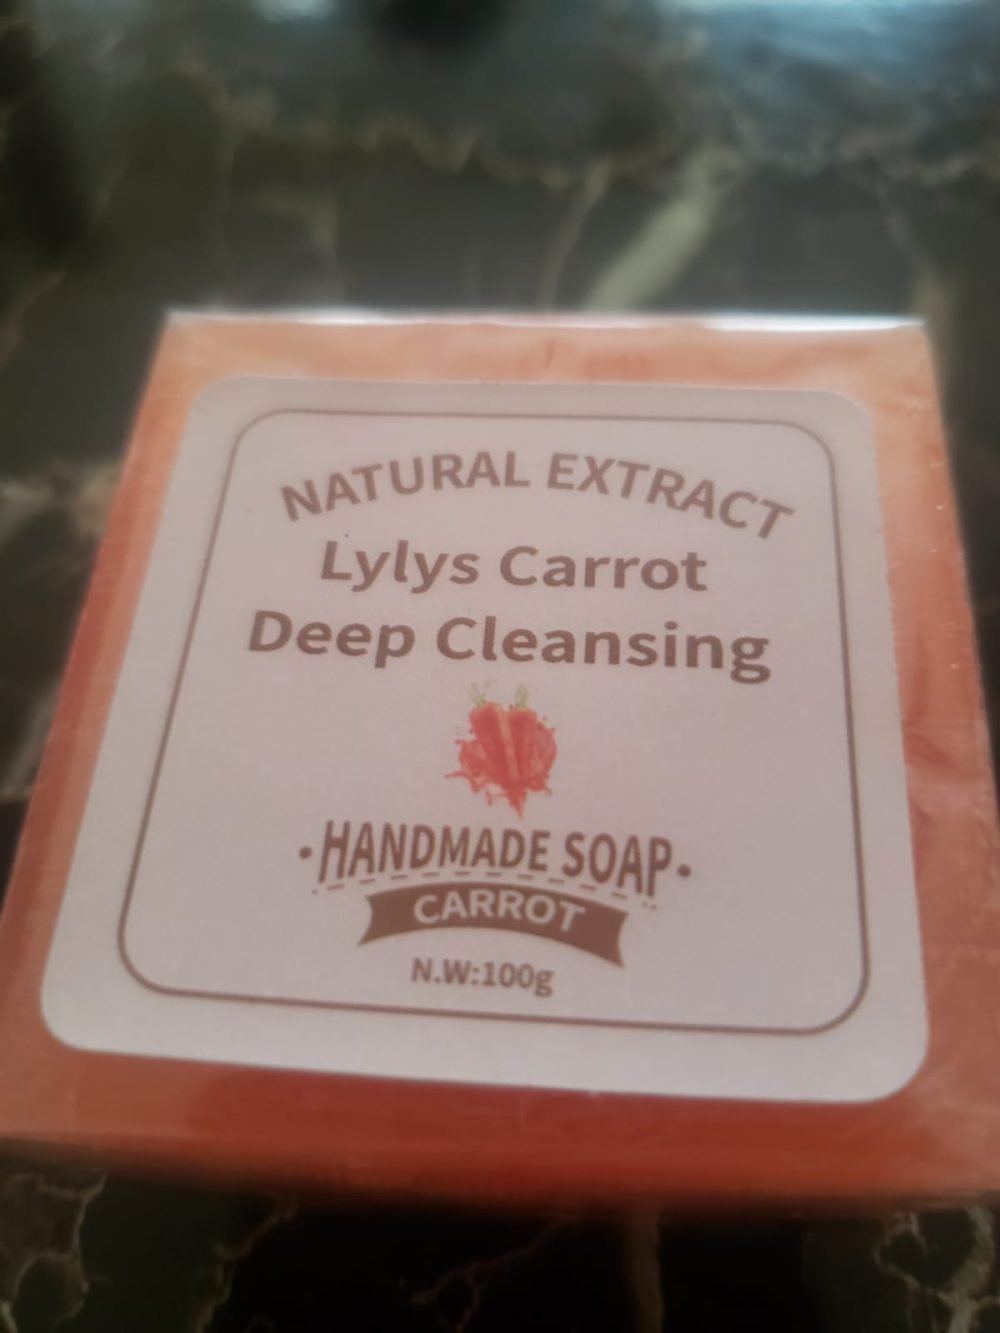 NATURAL EXTRACT
Lylys Carrot
Deep Cleansing
·HANDMADE SOAP·
CARROT
N.W:100g